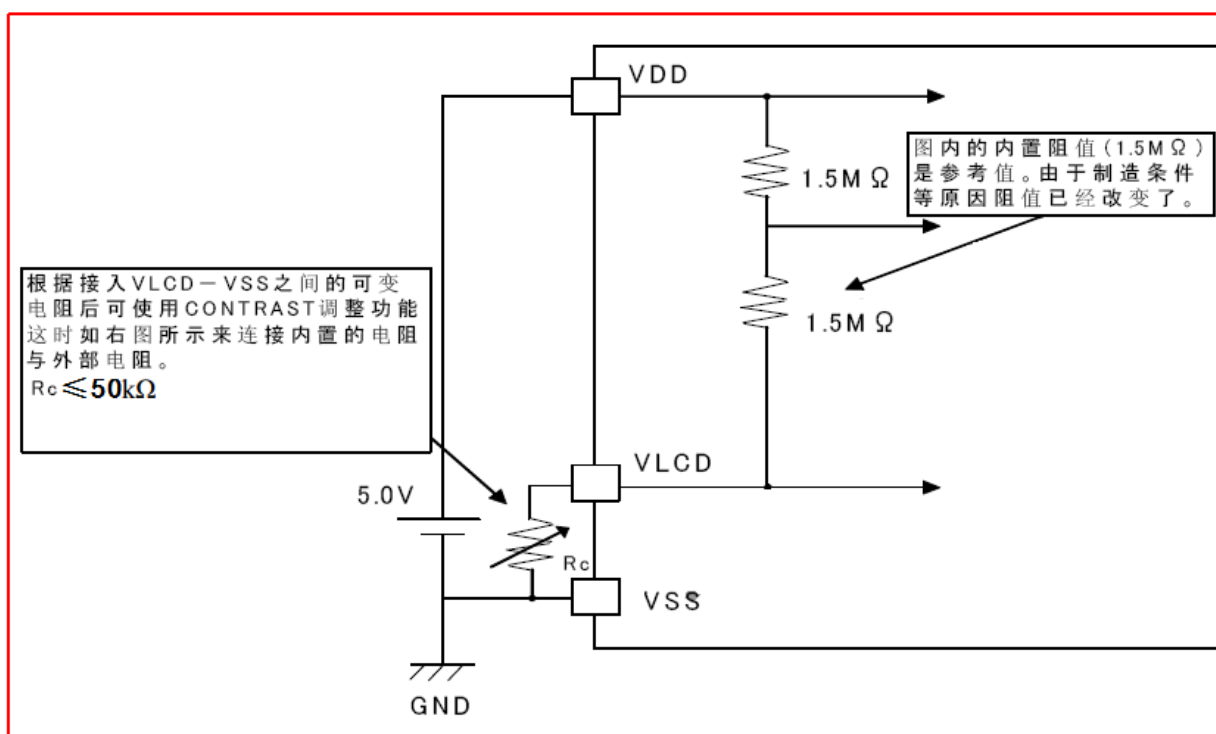 VDD
1.5M Ω
图内的内置阻值(1.5MΩ)
是参考值。由于制造条件
等原因阻值已经改变了。
1.5M Ω
根据接入VLCD－VSS之间的可变
电阻后可使用CONTRAST调整功能
这时如右图所示来连接内置的电阻
与外部电阻。
Rc≤50kΩ
VLCD
5.0V
Rc
VSS
GND